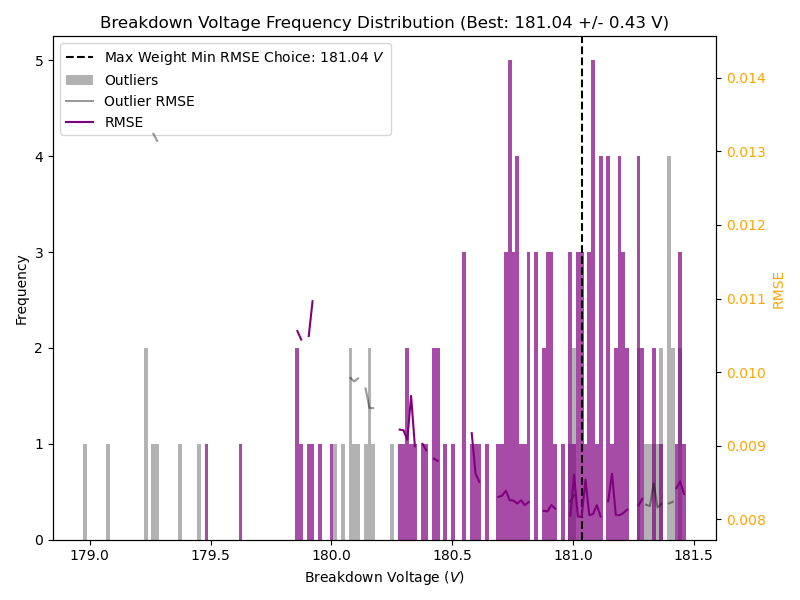 Breakdown Voltage Frequency Distribution (Best: 181.04 +/- 0.43 V)
Max Weight Min RMSE Choice: 181.04 V
Outliers
Outlier RMSE
RMSE
Frequency
5
4
3
2
1
0
0.014
0.013
0.012
0.011
0.010
0.009
0.008
RMSE
179.0 179.5 180.0 180.5 181.0 181.5
Breakdown Voltage (V)